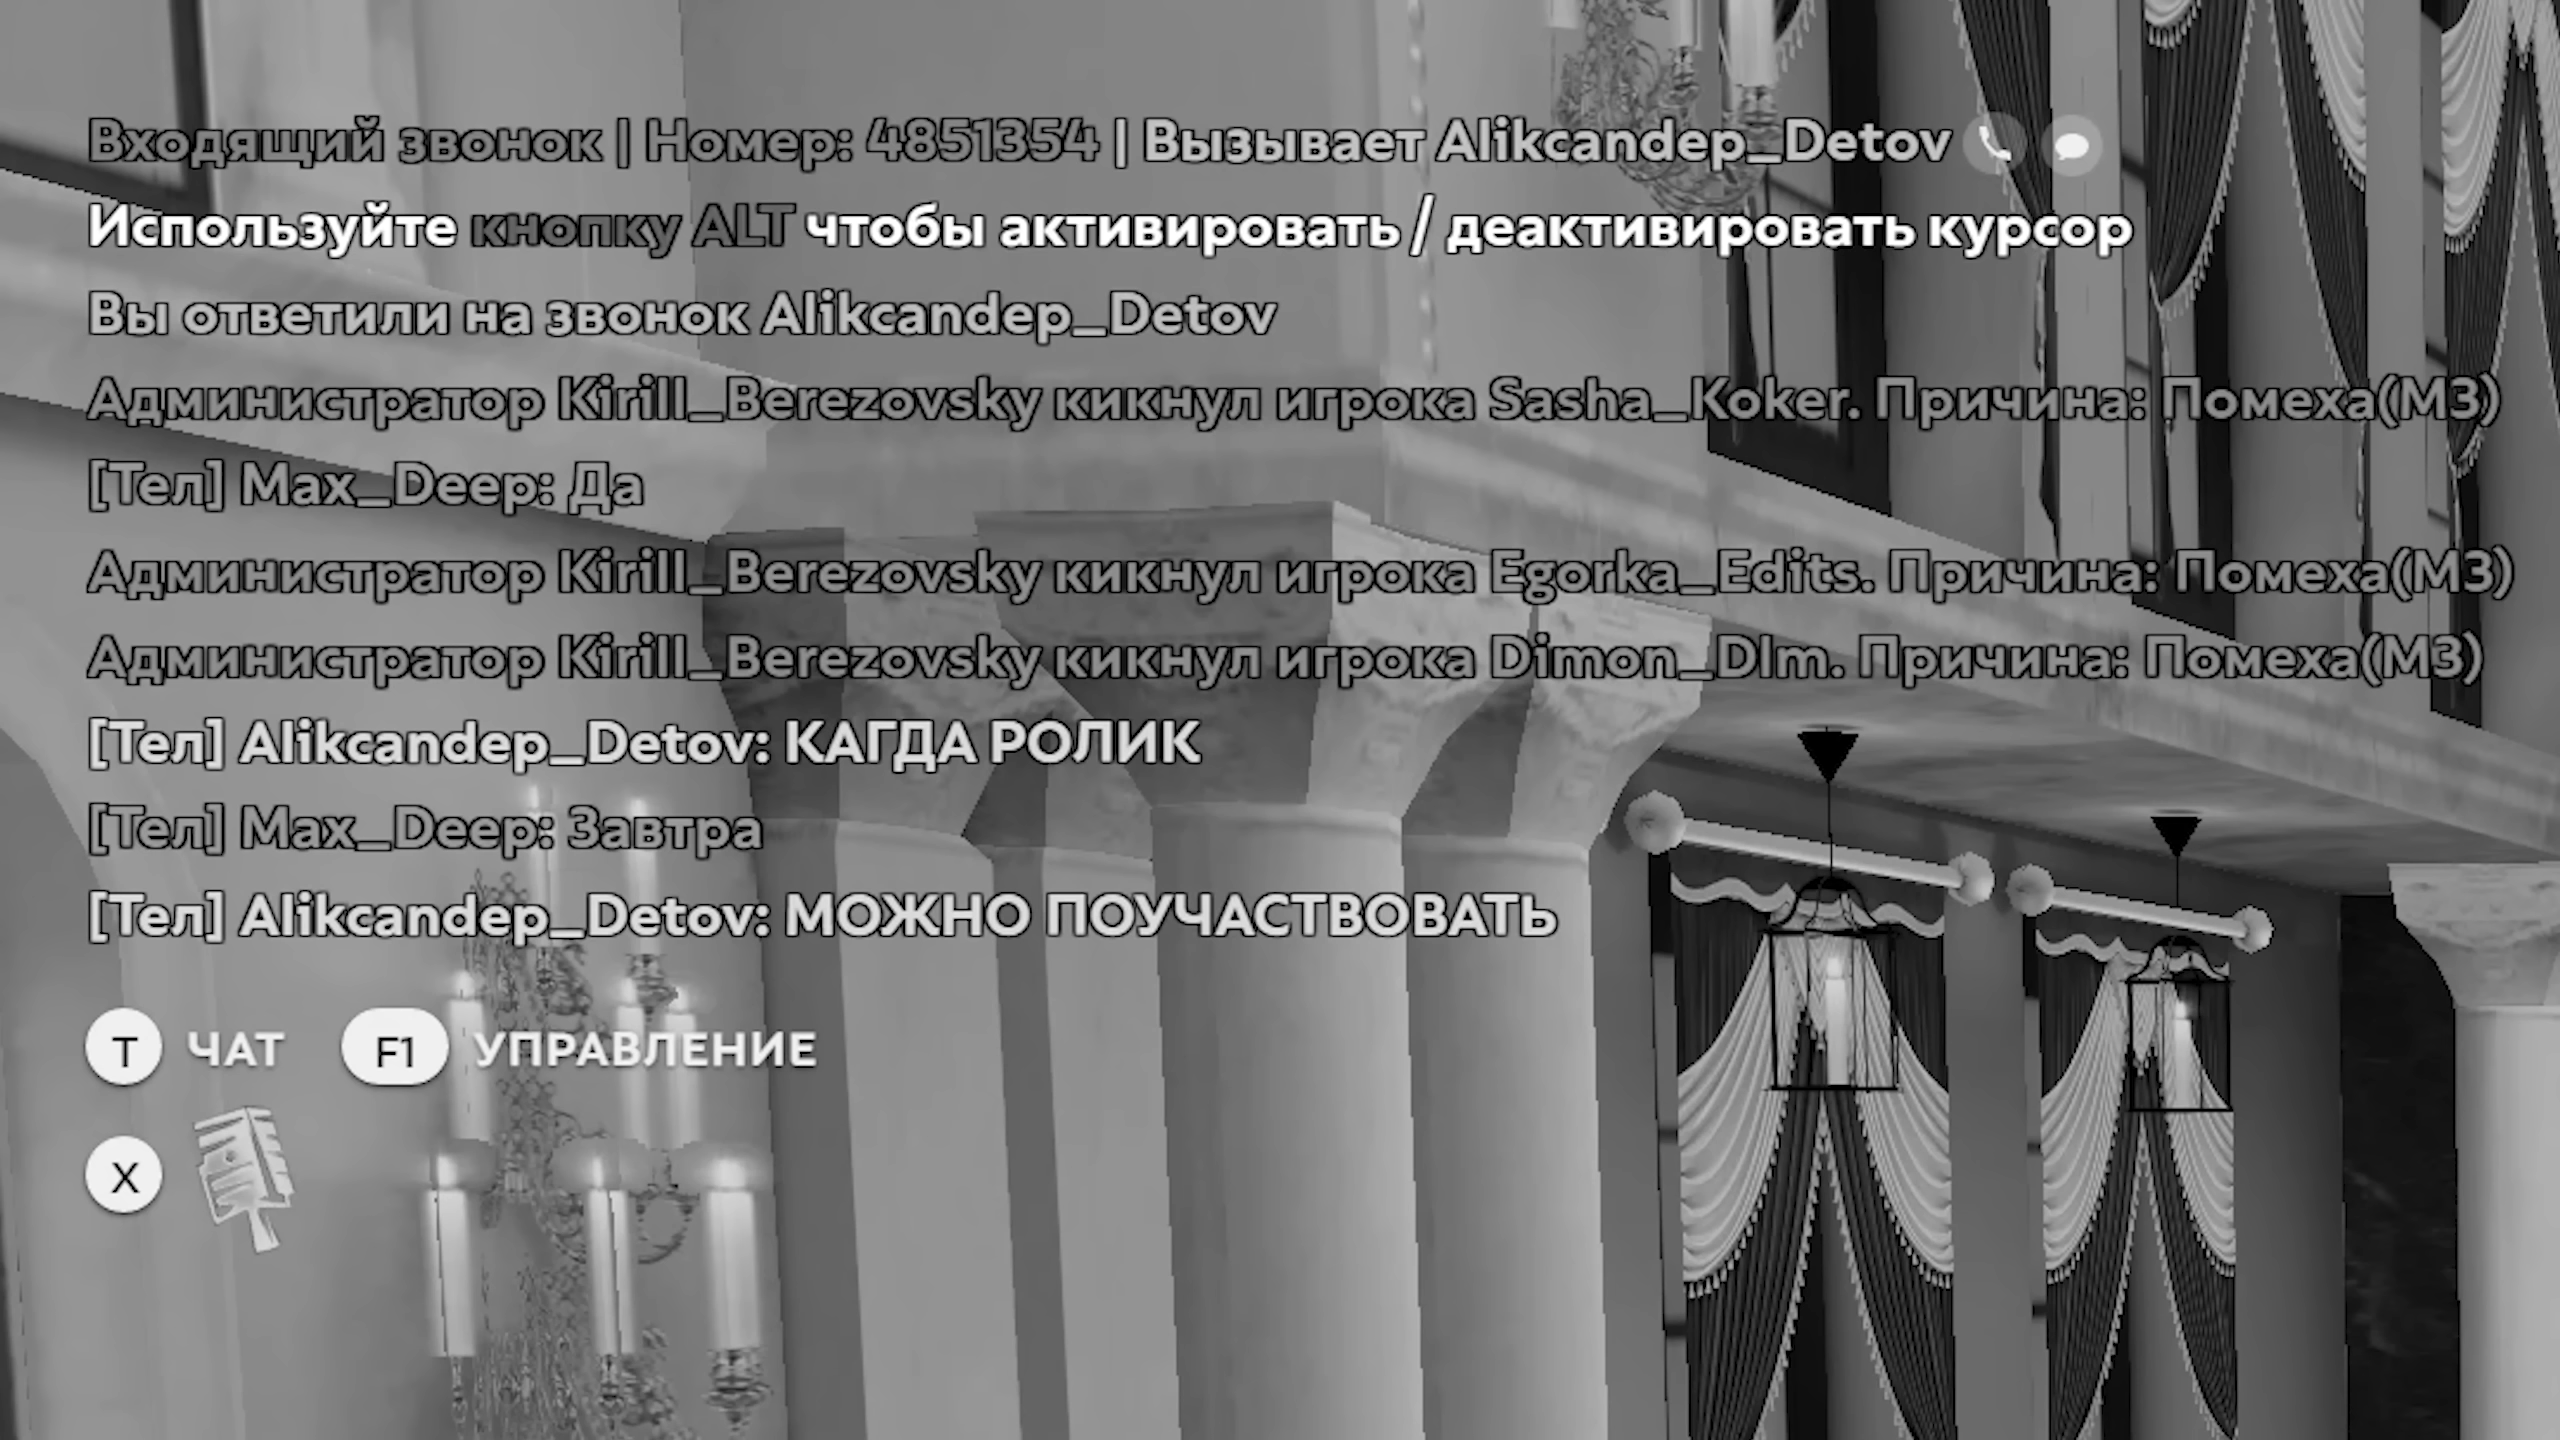 Входящий звонок | Номер: 4851354 | Вызывает Alikcandep_Detov
Используйте кнопку ALT чтобы активировать / деактивировать курсор
Вы ответили на звонок Alikcandep_Detov
Администратор Kirill_Berezovsky кикнул игрока Sasha_Koker. Причина: Помеха(МЗ)
[Тел] Max_Deep: Да
Администратор Kirill_Berezovsky кикнул игрока Egorka_Edits. Причина: Помеха(МЗ)
Администратор Kirill_Berezovsky кикнул игрока Dimon_Dlm. Причина: Помеха(МЗ)
[Тел] Alikcandep_Detov: КАГДА РОЛИК
[Тел] Max_Deep: Завтра
[Тел] Alikcandep_Detov: МОЖНО ПОУЧАСТВОВАТЬ
T ЧАТ F1 УПРАВЛЕНИЕ
X